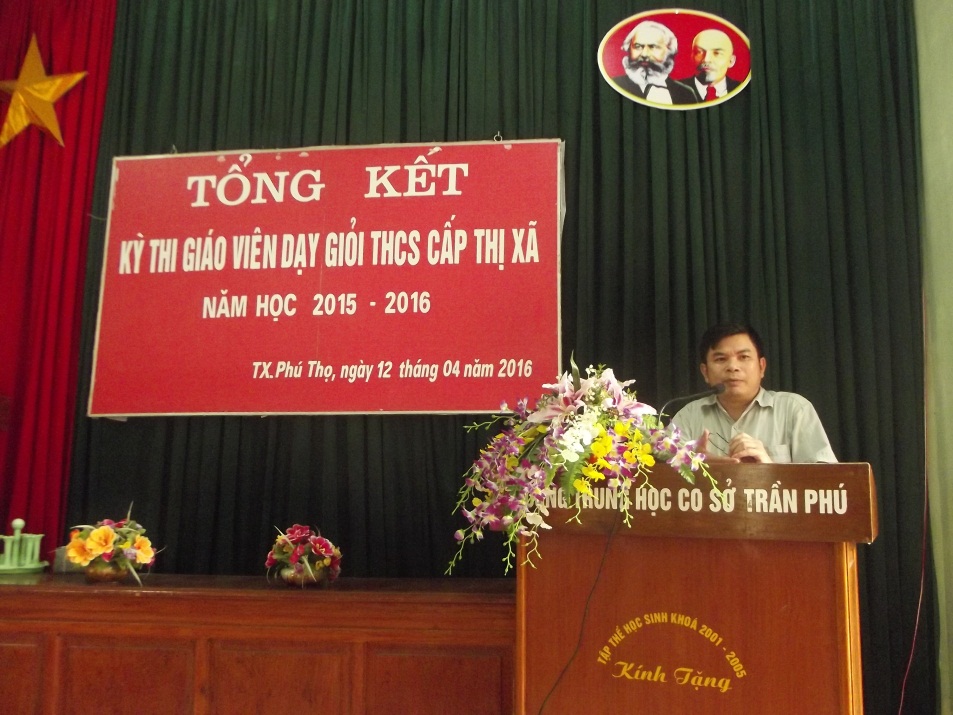 TỔNG KẾT
KỲ THI GIÁO VIÊN DẠY GIỎI THCS CẤP THỊ XÃ
NĂM HỌC 2015 - 2016
TX.Phú Thọ, ngày 12 tháng 04 năm 2016
TRUNG HỌC CƠ SỞ TRẦN PHÚ
TẬP THỂ HỌC SINH KHOÁ 2001 - 2005
Kính Tặng